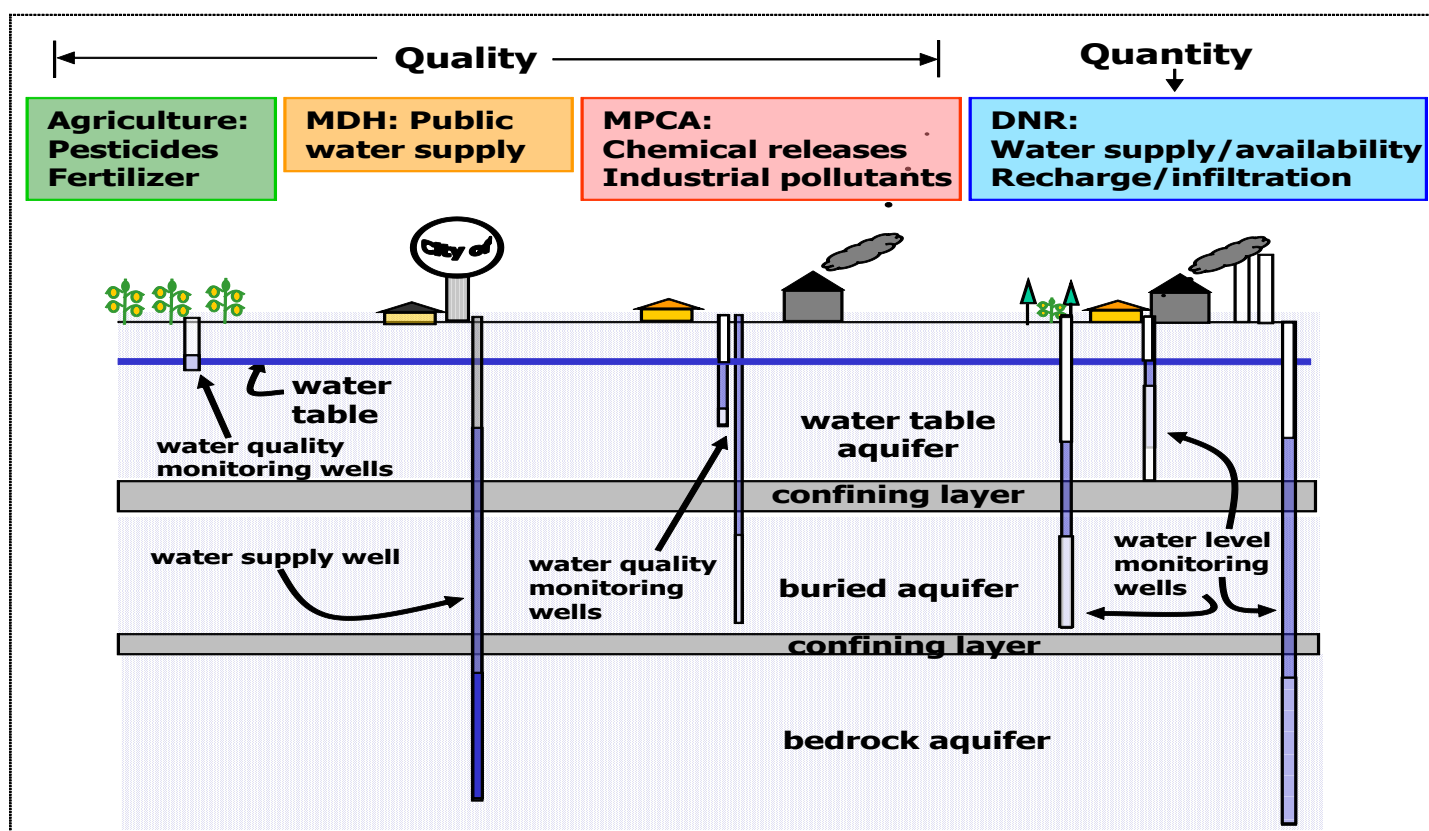 Quality
Quantity
Agriculture:
Pesticides
Fertilizer
MDH: Public
water supply
MPCA:
Chemical releases
Industrial pollutants
DNR:
Water supply/availability
Recharge/infiltration
City of
water
table
water quality
monitoring wells
water table
aquifer
confining layer
water supply well
water quality
monitoring
wells
buried aquifer
water level
monitoring
wells
confining layer
bedrock aquifer